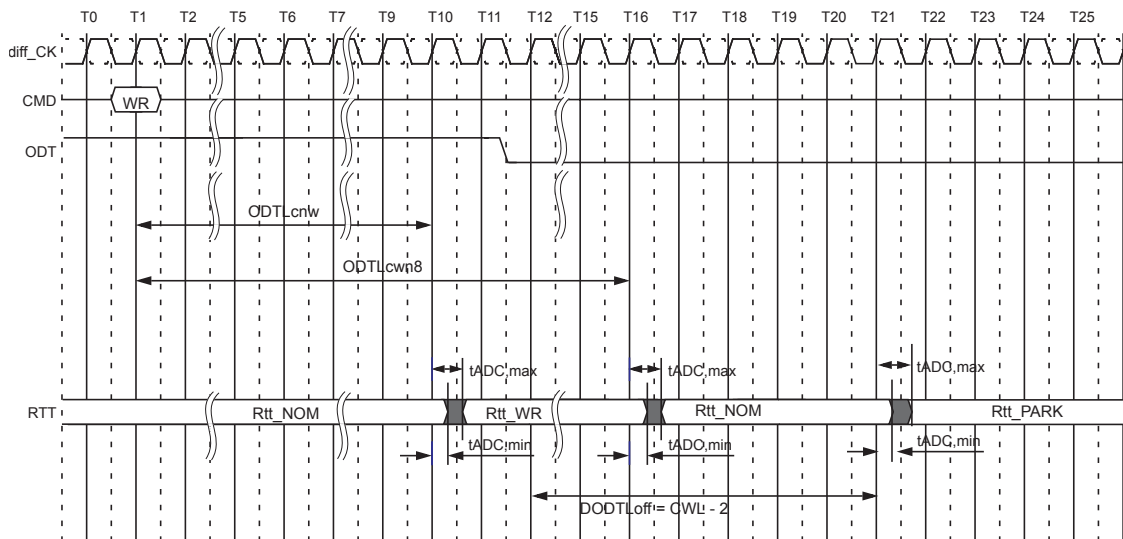 T0 T1 T2 T5 T6 T7 T9 T10 T11 T12 T15 T16 T17 T18 T19 T20 T21 T22 T23 T24 T25
diff_CK
CMD WR
ODT
ODTLcnw
ODTLcwn8
tADC,max tADC,max tADO,max
RTT Rtt_NOM Rtt_WR Rtt_NOM Rtt_PARK
tADC,min tADO,min tADC,min
DODTLoff = CWL - 2